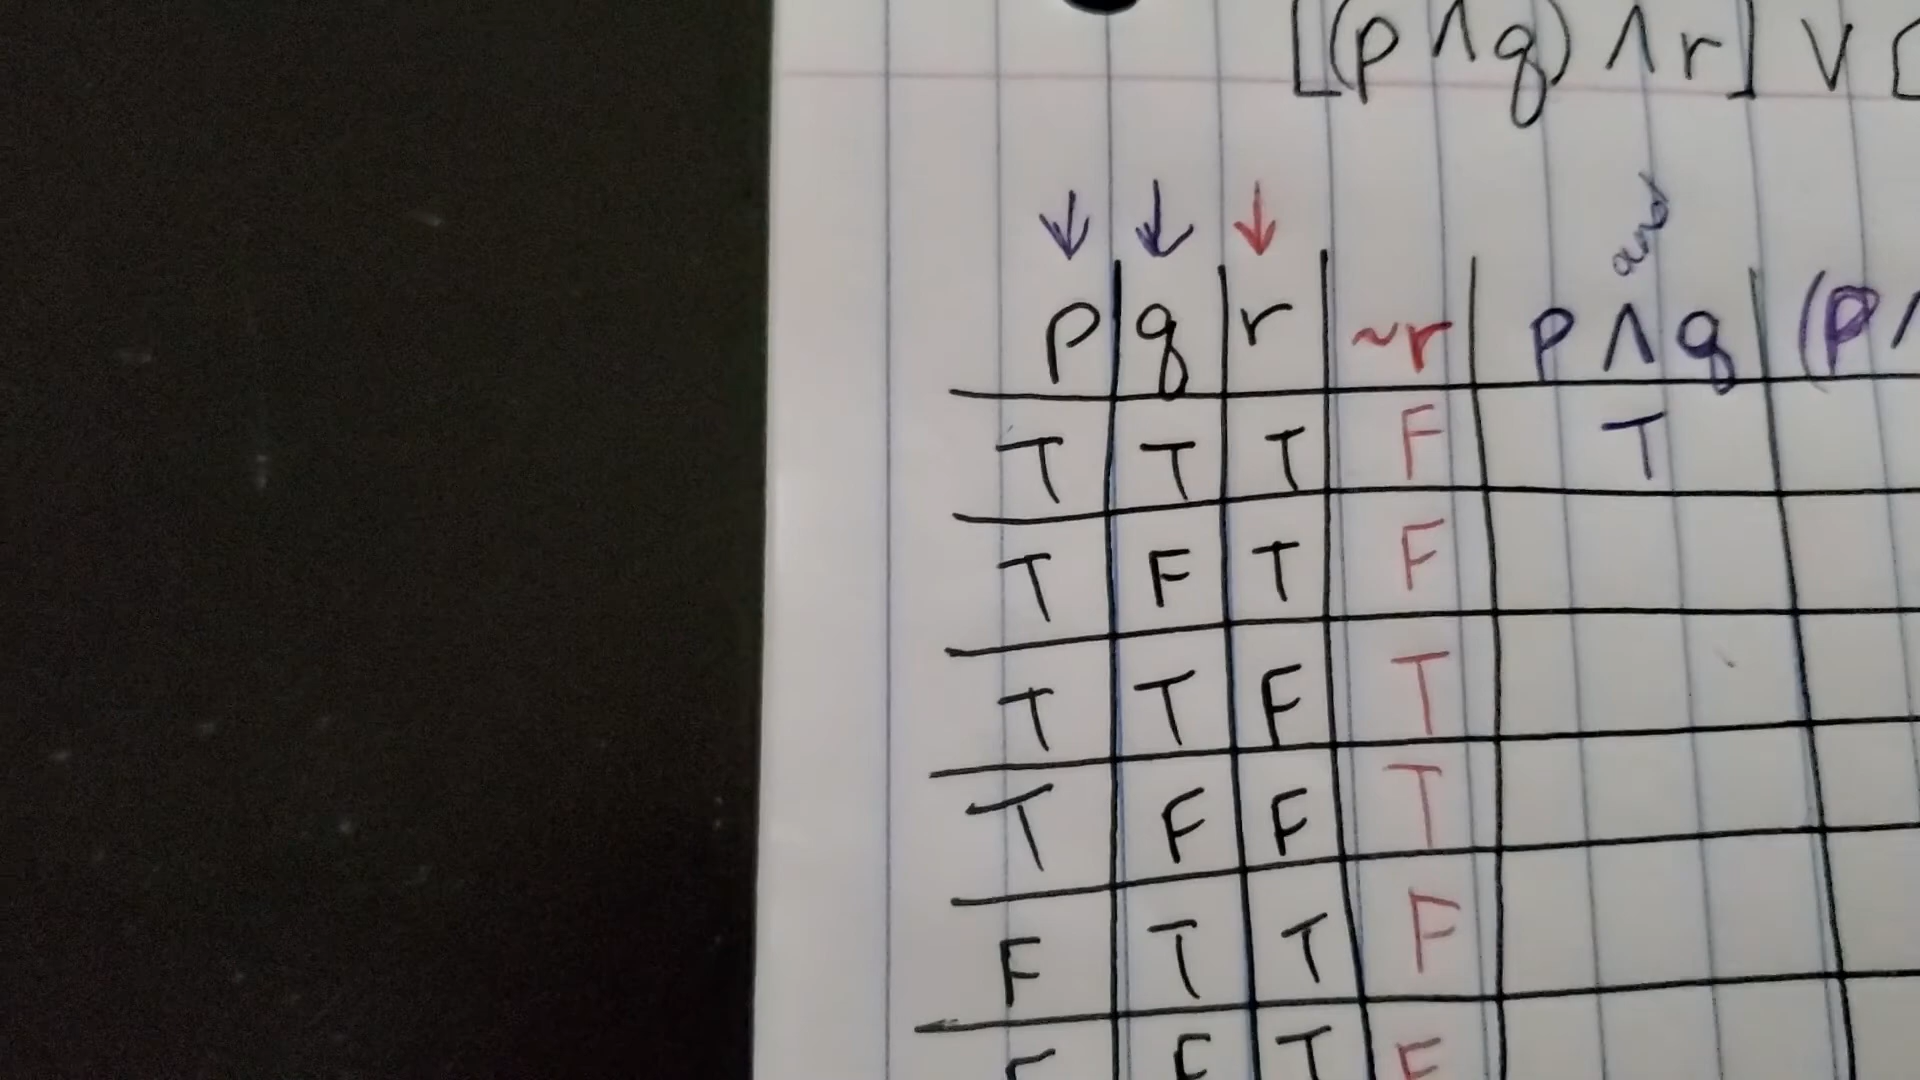 [(p ∧ q) ∧ r] ∨ [
↓ ↓ ↓ and
p q r ~r p ∧ q (p ∧
T T T F T
T F T F
T T F T
T F F T
F T T F
F F T F